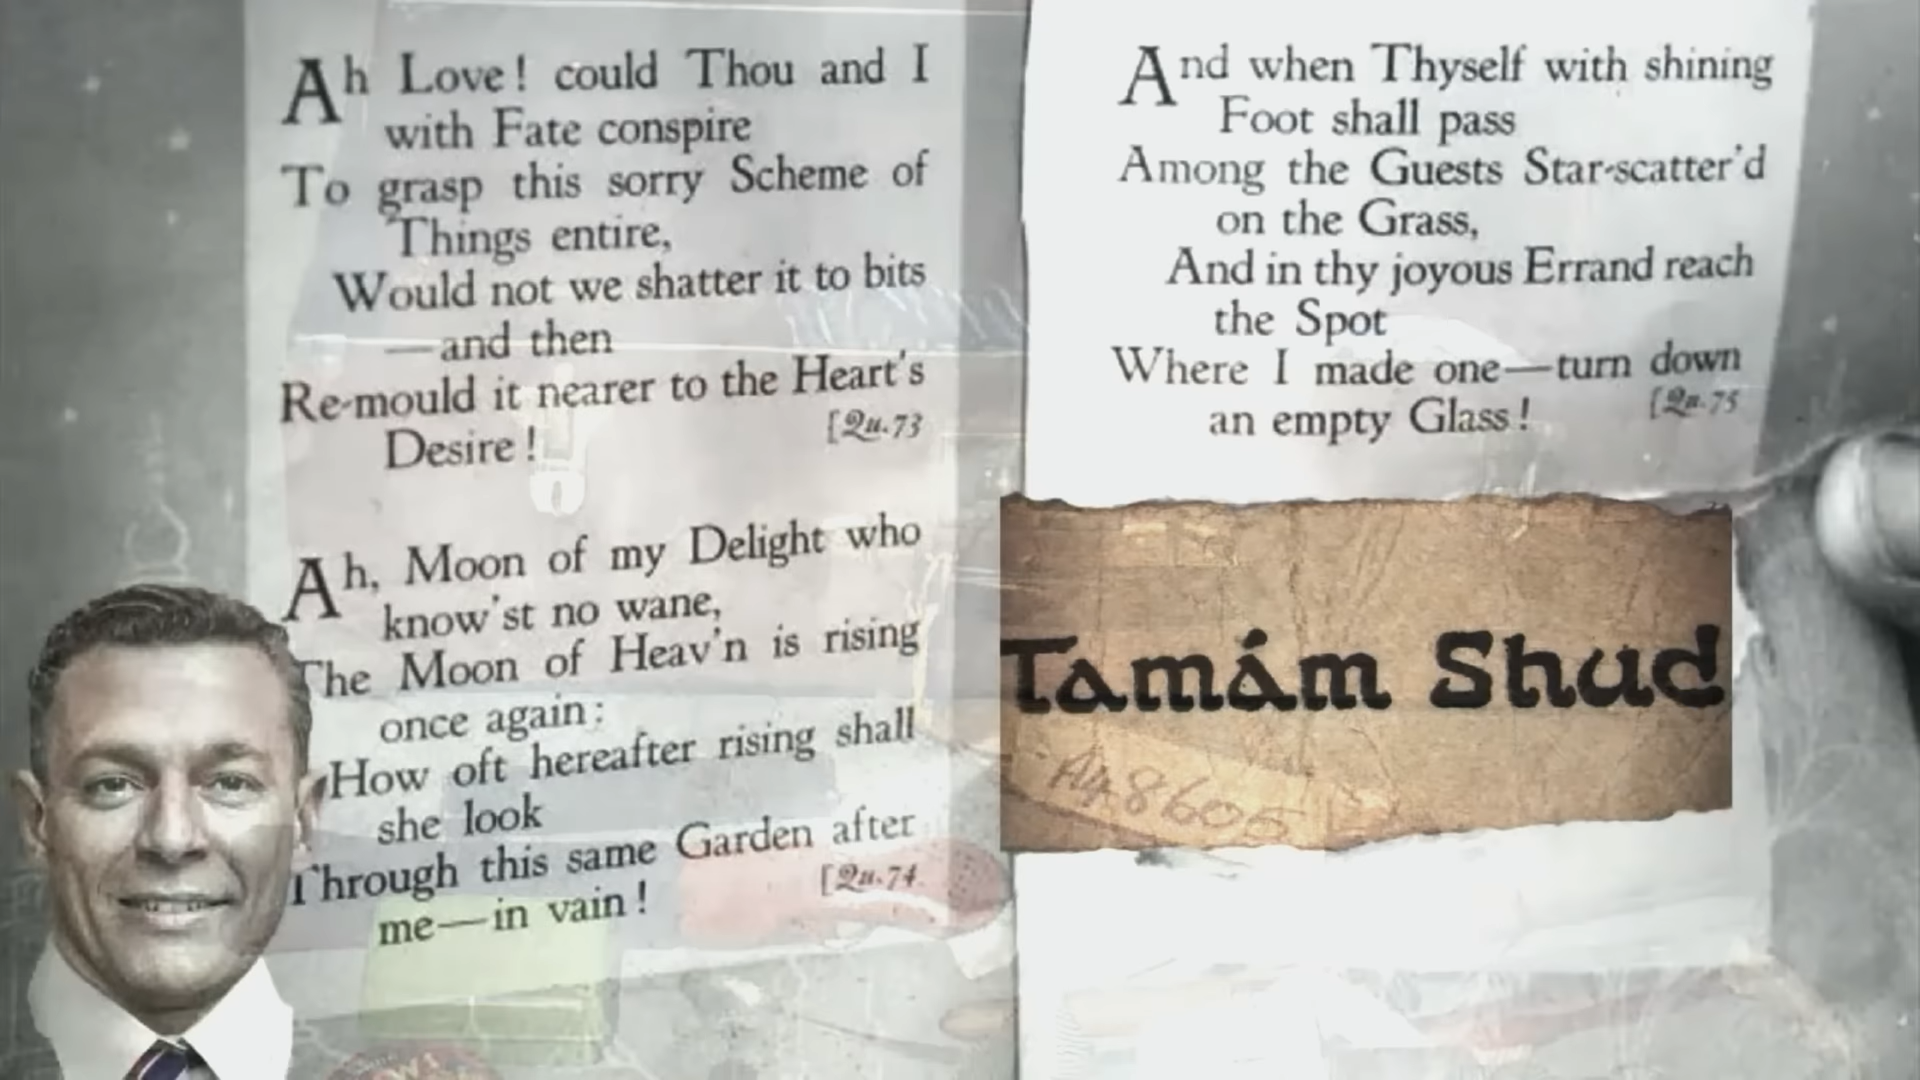 Ah Love! could Thou and I
with Fate conspire
To grasp this sorry Scheme of
Things entire,
Would not we shatter it to bits
—and then
Re-mould it nearer to the Heart's
Desire!
[Qu. 73
Ah, Moon of my Delight who
know'st no wane,
The Moon of Heav'n is rising
once again:
How oft hereafter rising shall
she look
Through this same Garden after
me—in vain!
[Qu. 74
And when Thyself with shining
Foot shall pass
Among the Guests Star-scatter'd
on the Grass,
And in thy joyous Errand reach
the Spot
Where I made one—turn down
an empty Glass!
[Qu. 75
Tamám Shud